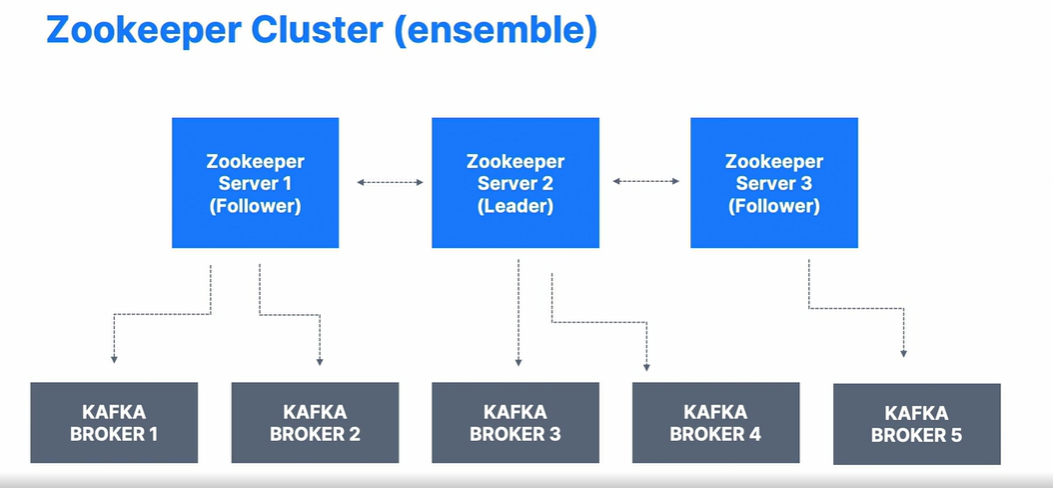 Zookeeper Cluster (ensemble)
Zookeeper
Server 1
(Follower)
Zookeeper
Server 2
(Leader)
Zookeeper
Server 3
(Follower)
KAFKA
BROKER 1
KAFKA
BROKER 2
KAFKA
BROKER 3
KAFKA
BROKER 4
KAFKA
BROKER 5